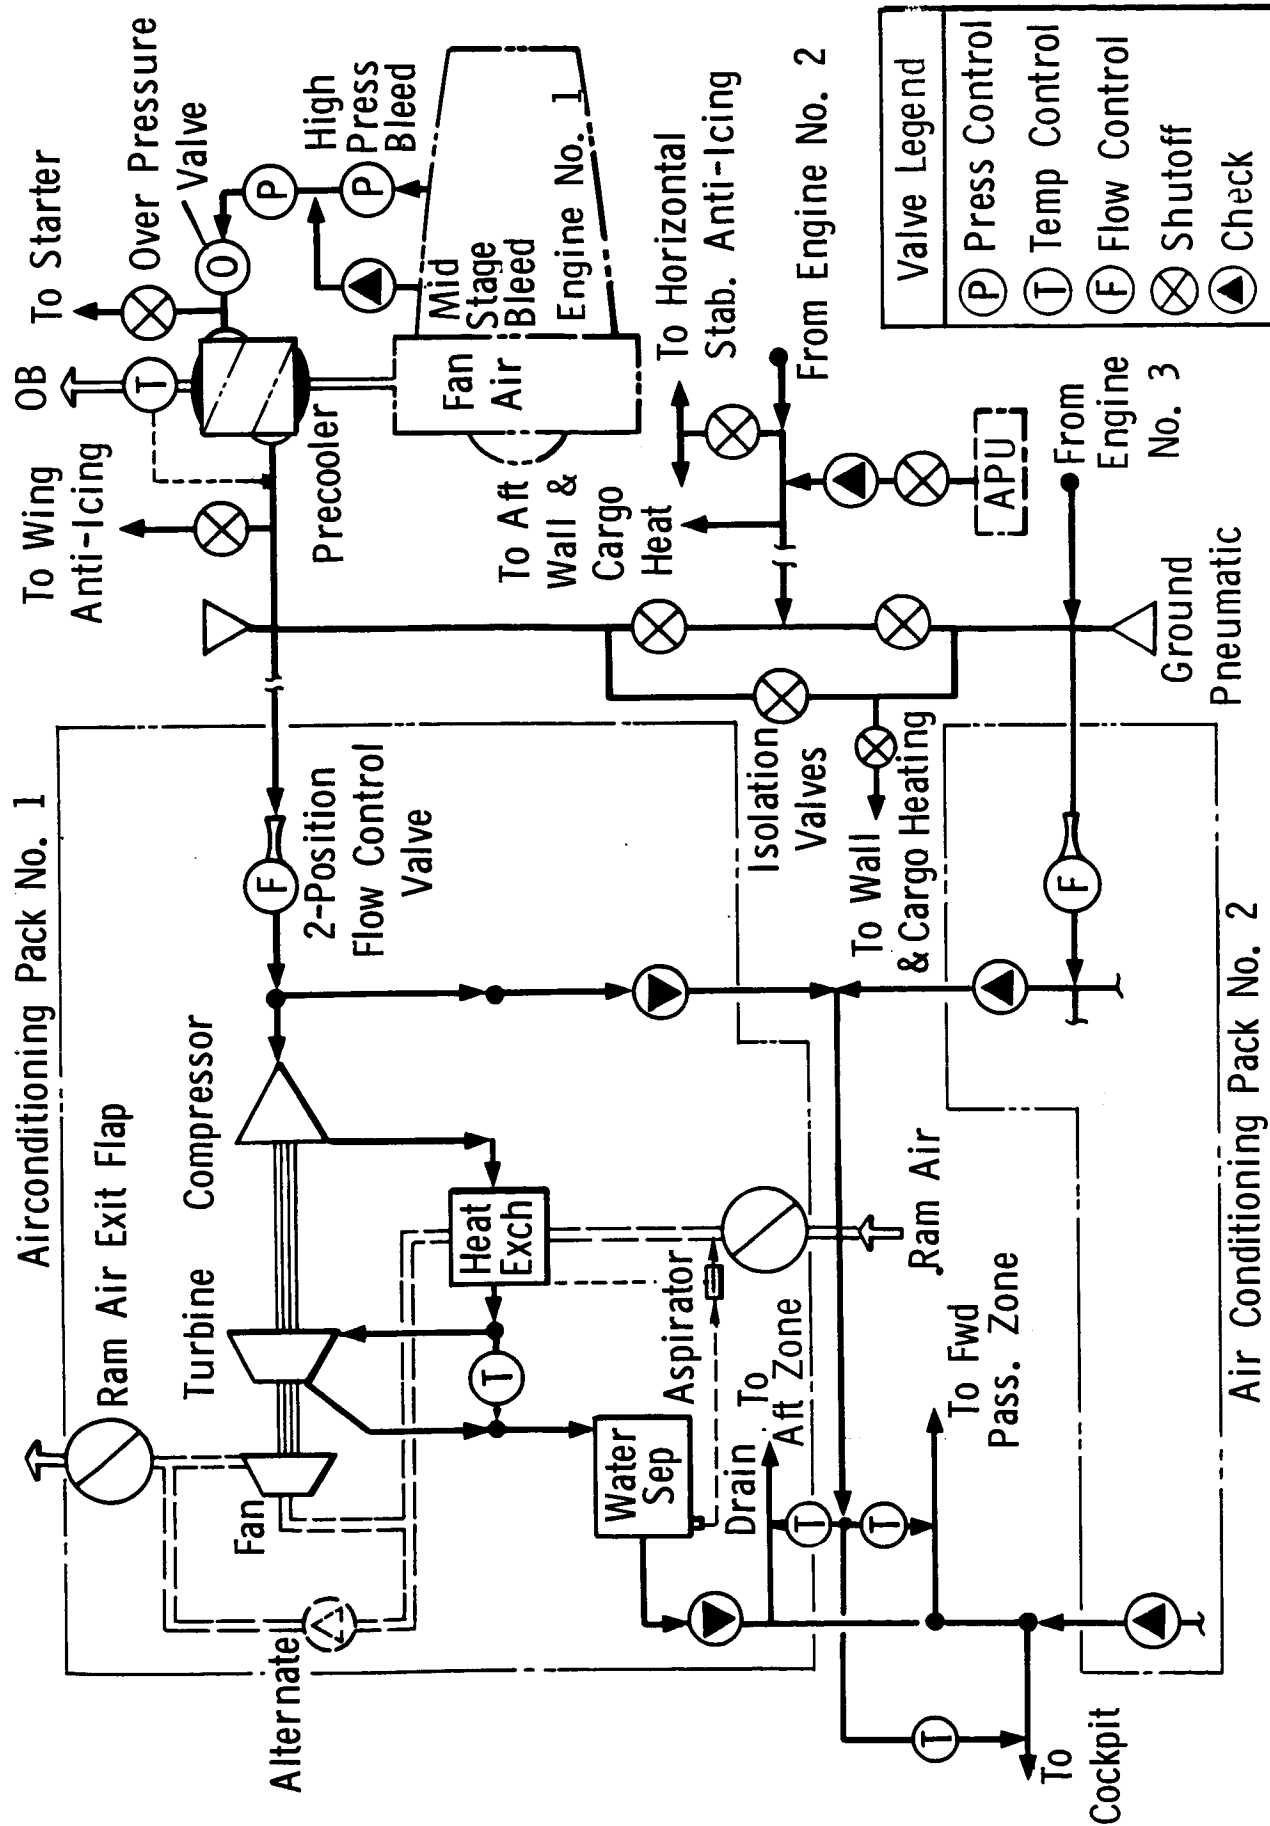 Airconditioning Pack No. 1
Ram Air Exit Flap
Turbine
Compressor
Fan
Alternate
Heat
Exch
T
Water
Sep
Aspirator
Drain
To
Aft Zone
T
T
T
To
Cockpit
To Fwd
Pass. Zone
Ram Air
F
2-Position
Flow Control
Valve
Isolation
Valves
To Wall
& Cargo Heating
F
Air Conditioning Pack No. 2
To Wing
Anti-Icing
OB
T
To Starter
Over Pressure
Valve
O
P
P
High
Press
Bleed
Precooler
Fan
Air
Mid
Stage
Bleed
Engine No. 1
To Aft
Wall &
Cargo
Heat
To Horizontal
Stab. Anti-Icing
From Engine No. 2
APU
From
Engine
No. 3
Ground
Pneumatic
Valve Legend
P Press Control
T Temp Control
F Flow Control
Shutoff
Check